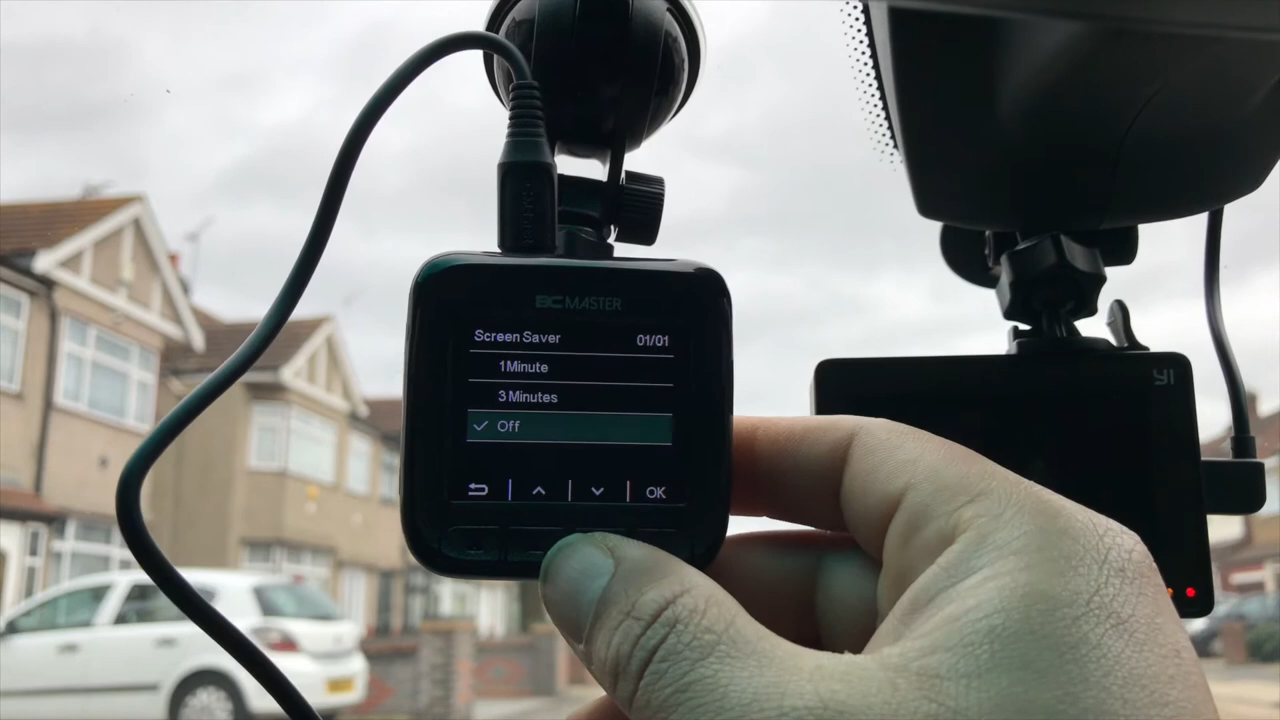 BC MASTER
Screen Saver 01/01
1Minute
3 Minutes
Off
OK
YI